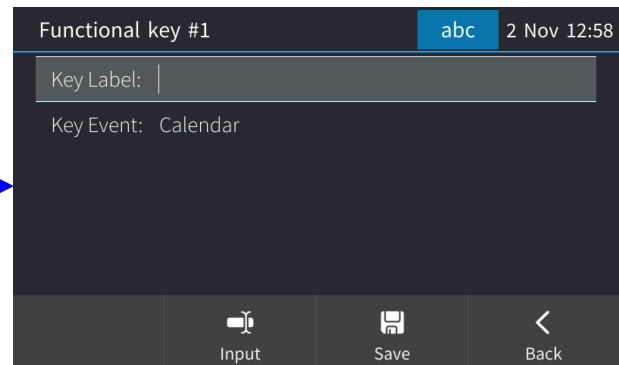 Functional key #1 abc 2 Nov 12:58
Key Label:
Key Event: Calendar
Input Save Back